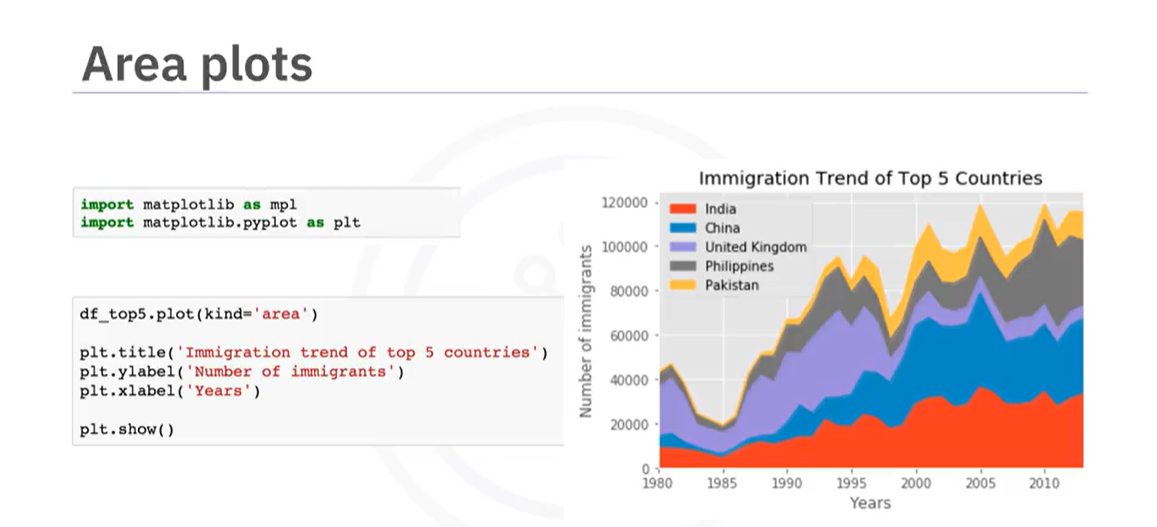 Area plots
import matplotlib as mpl
import matplotlib.pyplot as plt
df_top5.plot(kind='area')
plt.title('Immigration trend of top 5 countries')
plt.ylabel('Number of immigrants')
plt.xlabel('Years')
plt.show()
Immigration Trend of Top 5 Countries
120000
100000
80000
60000
40000
20000
0
Number of immigrants
India
China
United Kingdom
Philippines
Pakistan
1980 1985 1990 1995 2000 2005 2010
Years